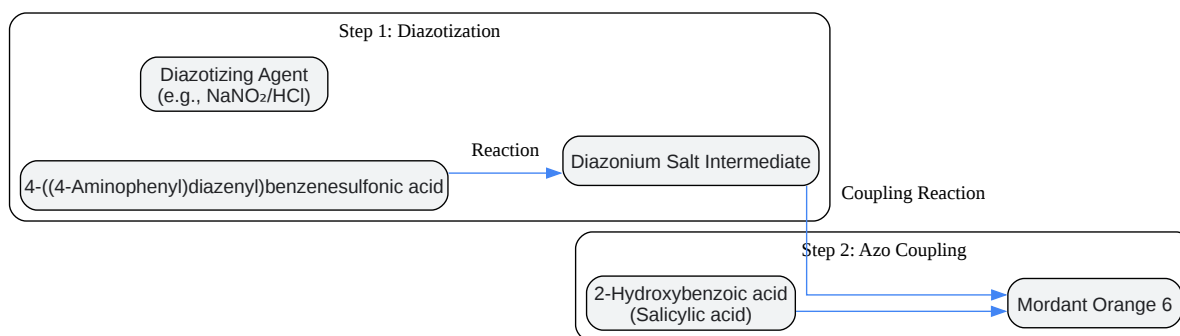 Step 1: Diazotization
Diazotizing Agent
(e.g., NaNO₂/HCl)
Reaction
4-((4-Aminophenyl)diazenyl)benzenesulfonic acid
Diazonium Salt Intermediate
Coupling Reaction
Step 2: Azo Coupling
2-Hydroxybenzoic acid
(Salicylic acid)
Mordant Orange 6